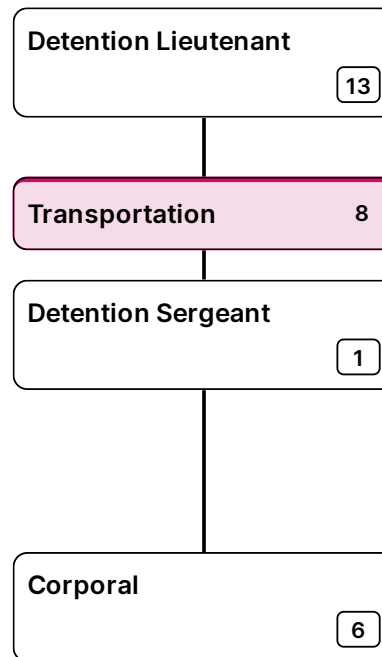 Detention Lieutenant
13
Transportation 8
Detention Sergeant
1
Corporal
6